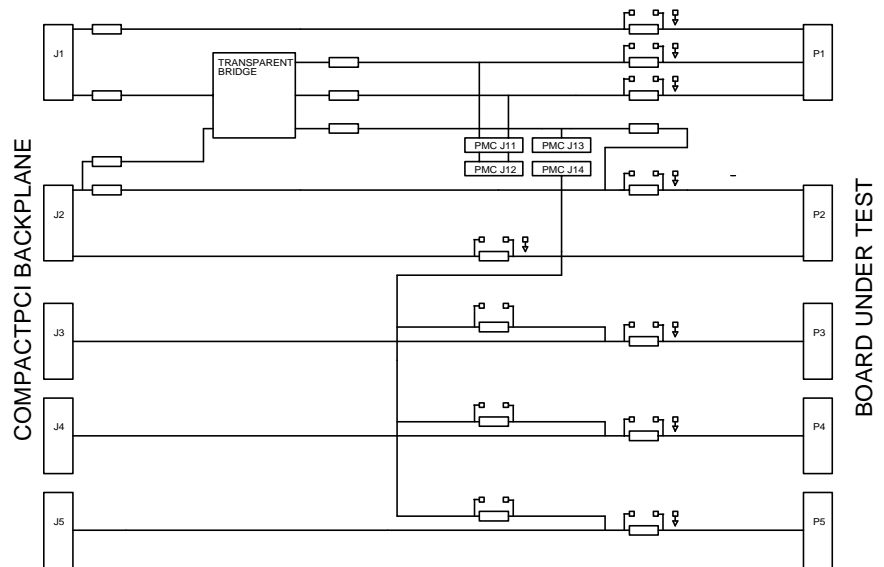 J1
TRANSPARENT
BRIDGE
P1
PMC J11
PMC J13
PMC J12
PMC J14
COMPACTPCI BACKPLANE
J2
P2
BOARD UNDER TEST
J3
P3
J4
P4
J5
P5